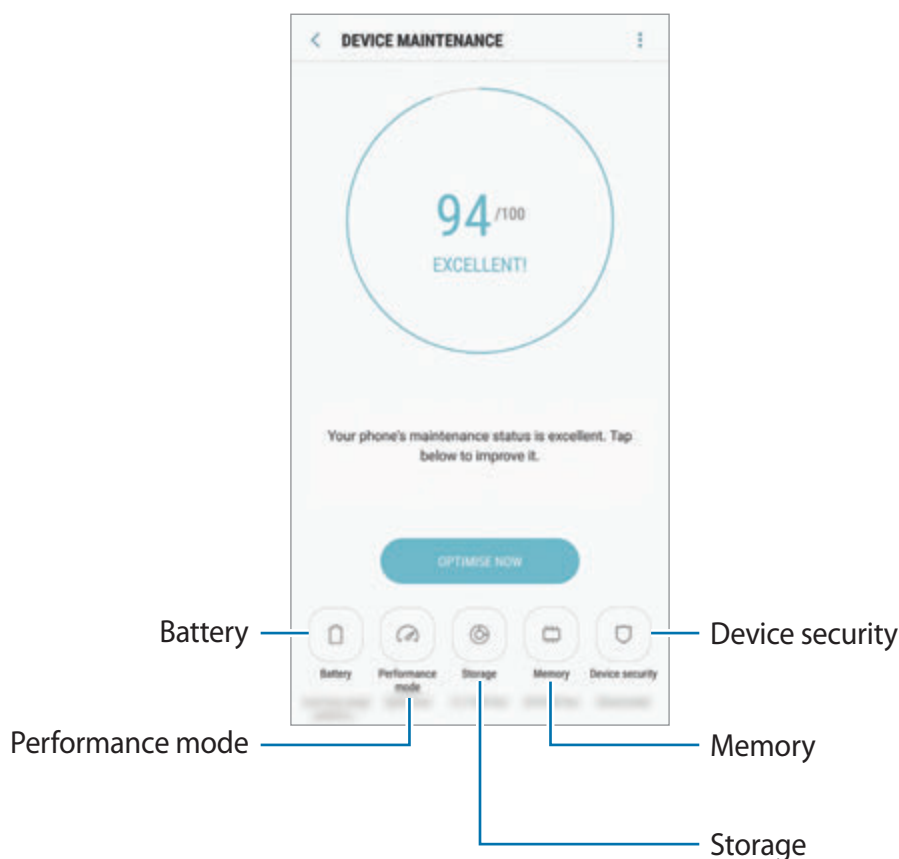 DEVICE MAINTENANCE
94 /100
EXCELLENT!
Your phone's maintenance status is excellent. Tap
below to improve it.
OPTIMISE NOW
Battery
Device security
Battery
Performance
mode
Storage
Memory
Device security
Performance mode
Memory
Storage